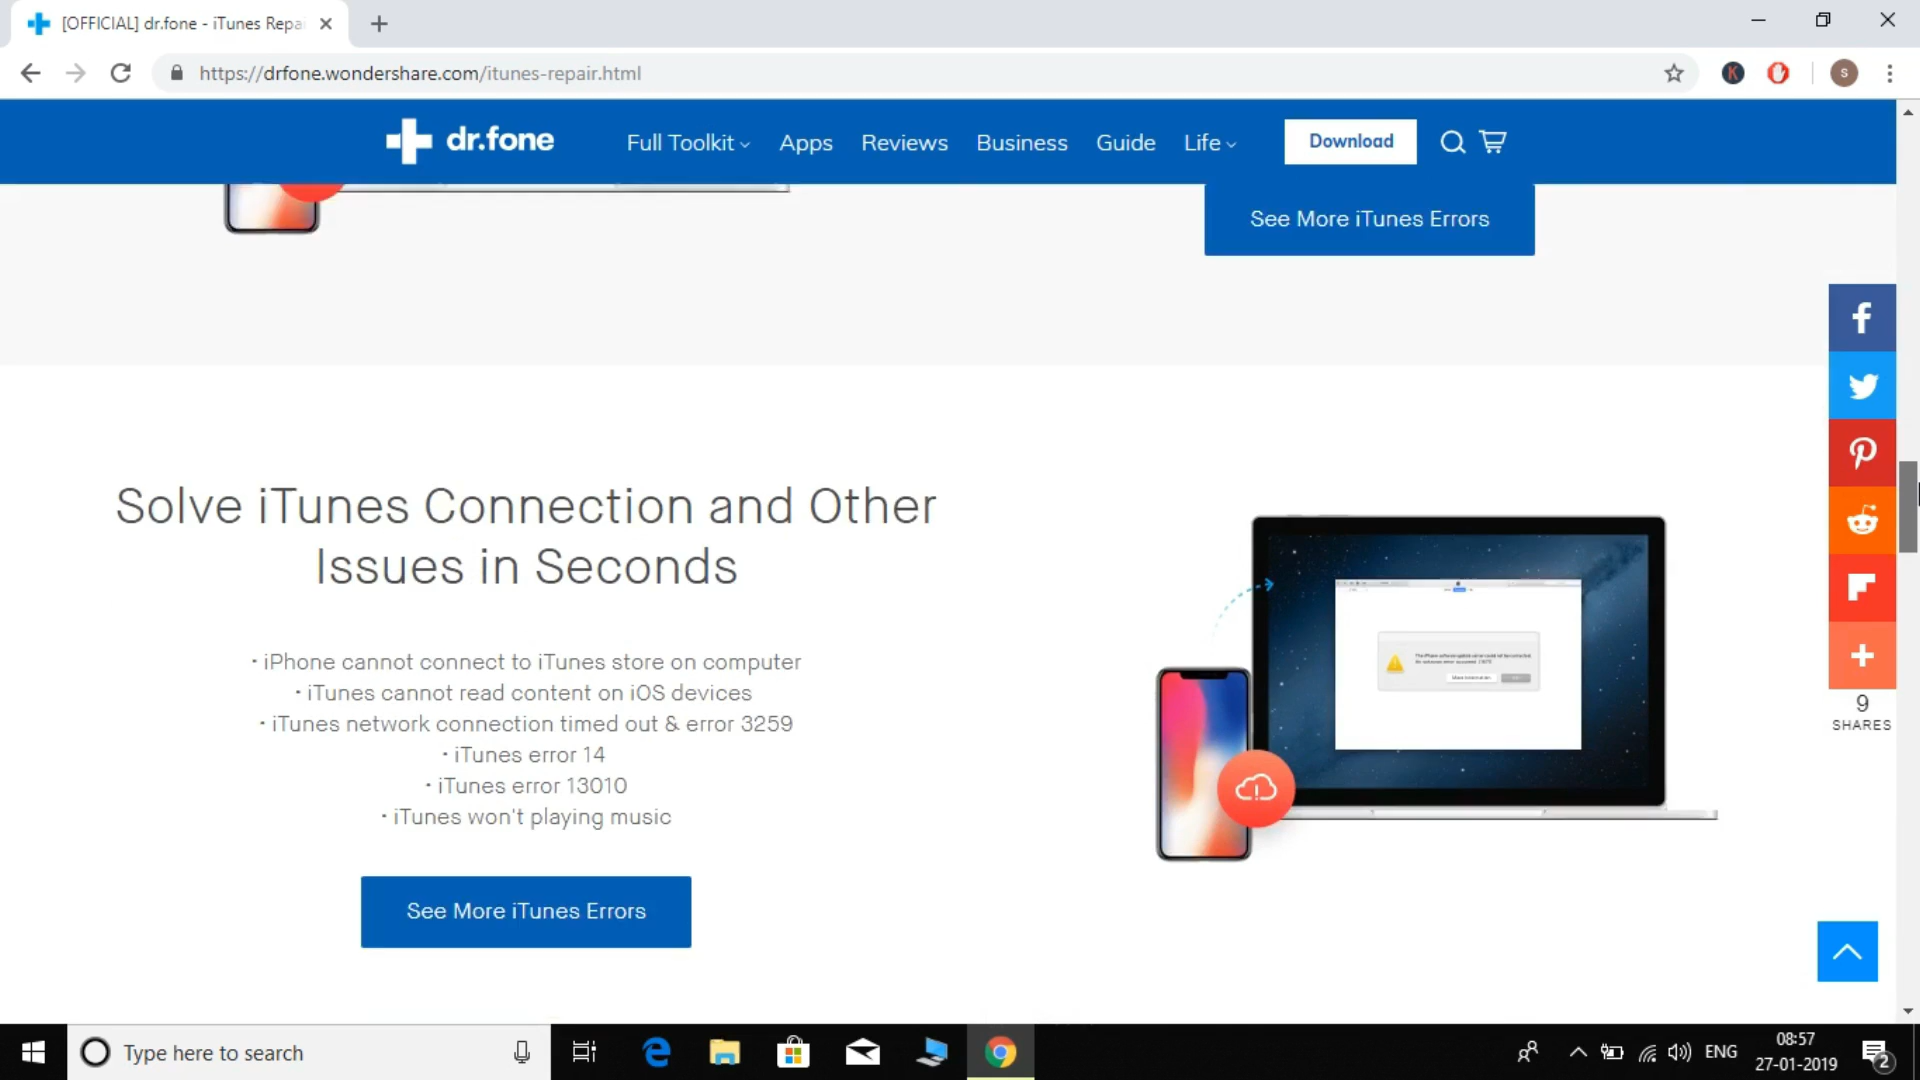 [OFFICIAL] dr.fone - iTunes Repa
https://drfone.wondershare.com/itunes-repair.html
K
S
dr.fone
Full Toolkit
Apps
Reviews
Business
Guide
Life
Download
See More iTunes Errors
Solve iTunes Connection and Other
Issues in Seconds
· iPhone cannot connect to iTunes store on computer
· iTunes cannot read content on iOS devices
· iTunes network connection timed out & error 3259
· iTunes error 14
· iTunes error 13010
· iTunes won't playing music
See More iTunes Errors
9
SHARES
Type here to search
ENG
08:57
27-01-2019
2